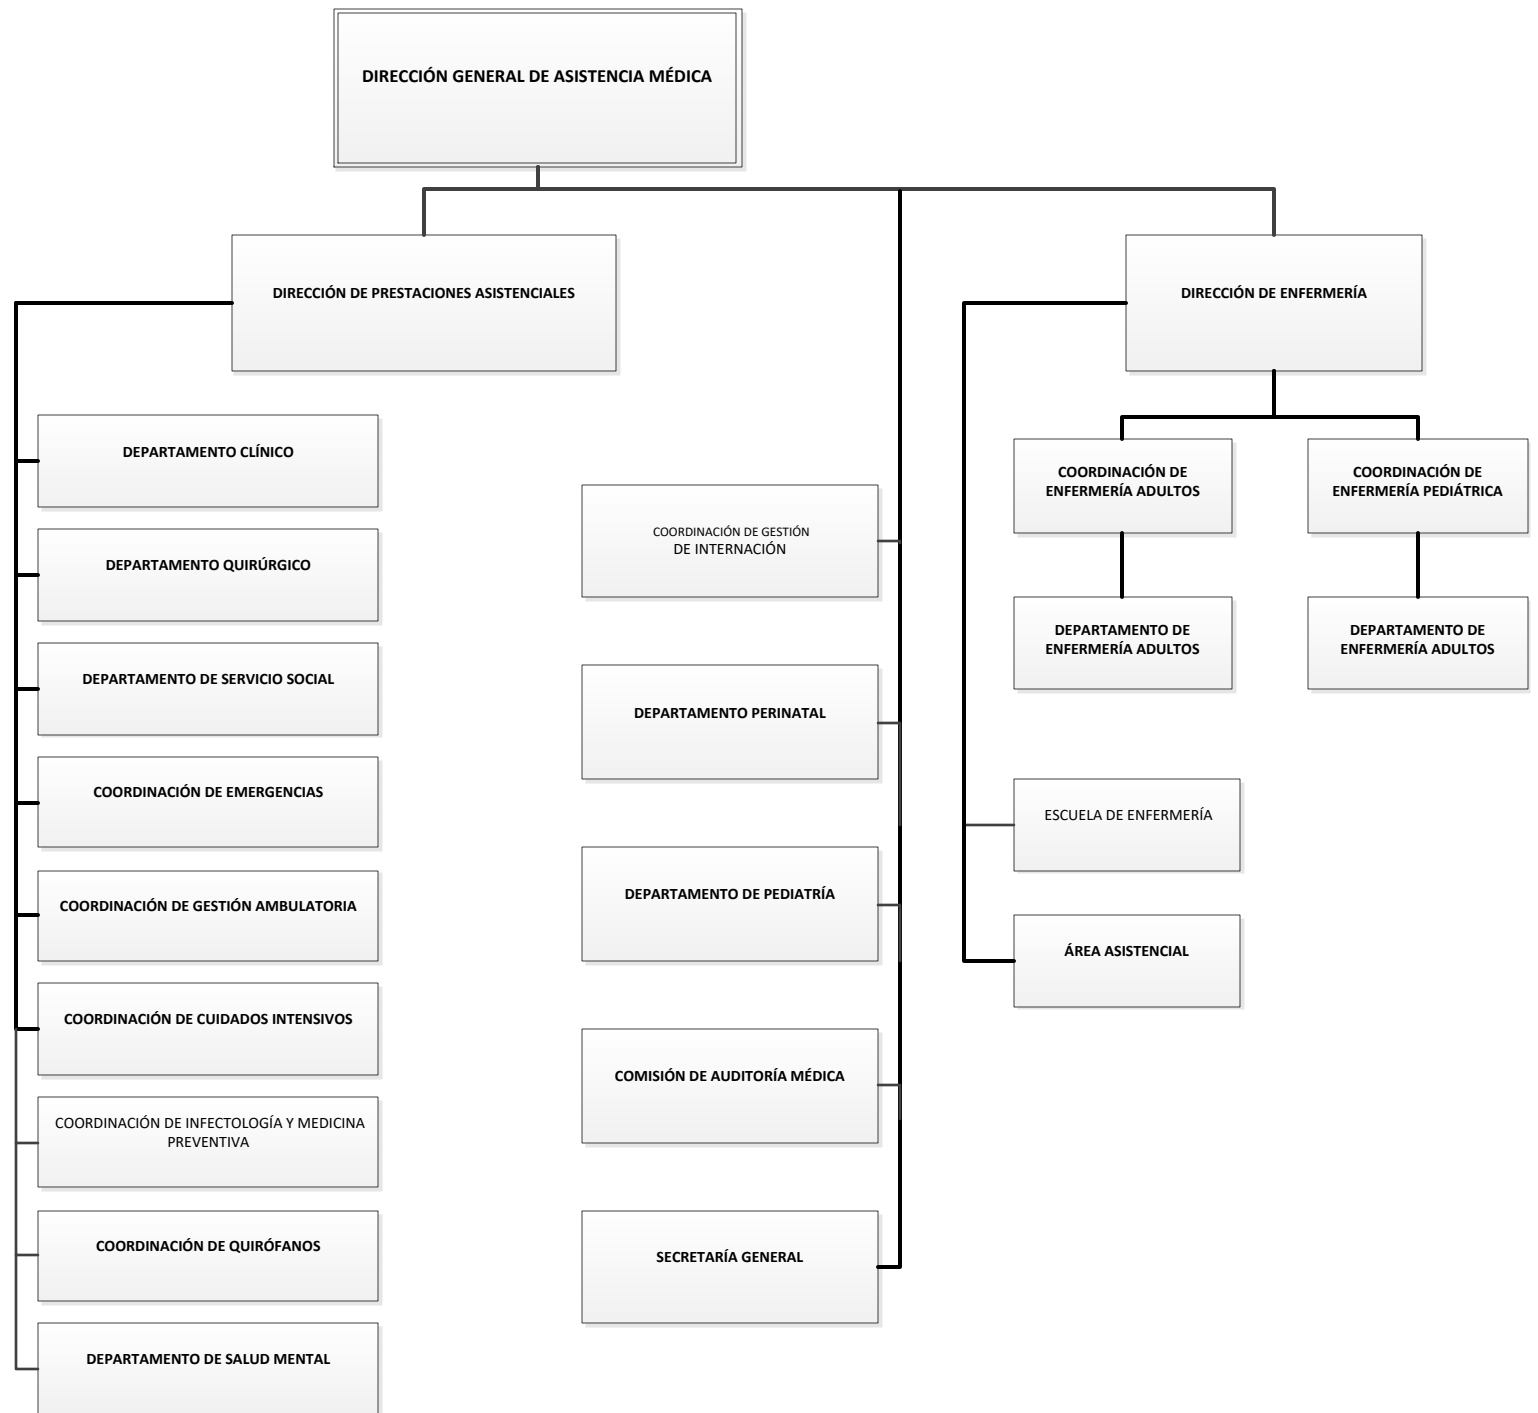 DIRECCIÓN GENERAL DE ASISTENCIA MÉDICA
DIRECCIÓN DE PRESTACIONES ASISTENCIALES
DIRECCIÓN DE ENFERMERÍA
DEPARTAMENTO CLÍNICO
DEPARTAMENTO QUIRÚRGICO
DEPARTAMENTO DE SERVICIO SOCIAL
COORDINACIÓN DE EMERGENCIAS
COORDINACIÓN DE GESTIÓN AMBULATORIA
COORDINACIÓN DE CUIDADOS INTENSIVOS
COORDINACIÓN DE INFECTOLOGÍA Y MEDICINA
PREVENTIVA
COORDINACIÓN DE QUIRÓFANOS
DEPARTAMENTO DE SALUD MENTAL
COORDINACIÓN DE GESTIÓN
DE INTERNACIÓN
DEPARTAMENTO PERINATAL
DEPARTAMENTO DE PEDIATRÍA
COMISIÓN DE AUDITORÍA MÉDICA
SECRETARÍA GENERAL
COORDINACIÓN DE
ENFERMERÍA ADULTOS
COORDINACIÓN DE
ENFERMERÍA PEDIÁTRICA
DEPARTAMENTO DE
ENFERMERÍA ADULTOS
DEPARTAMENTO DE
ENFERMERÍA ADULTOS
ESCUELA DE ENFERMERÍA
ÁREA ASISTENCIAL